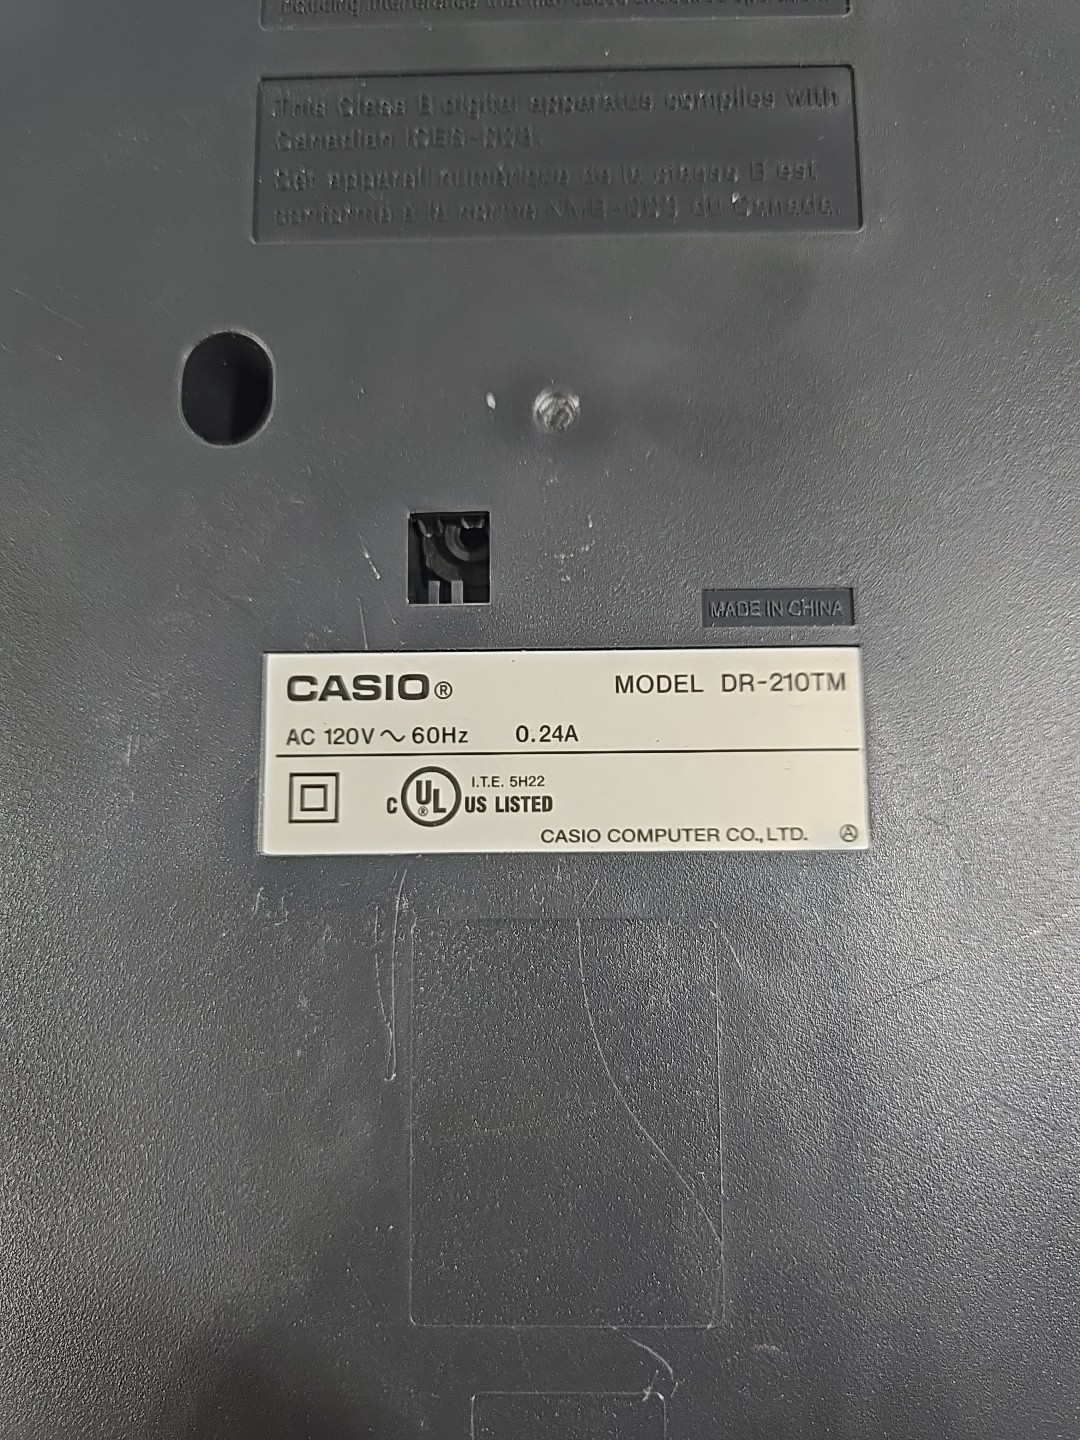 This Class B digital apparatus complies with
Canadian ICES-003.
Cet appareil numérique de la classe B est
conforme à la norme NMB-003 du Canada.
MADE IN CHINA
CASIO® MODEL DR-210TM
AC 120V ~ 60Hz 0.24A
I.T.E. 5H22
C UL® US LISTED
CASIO COMPUTER CO., LTD. A